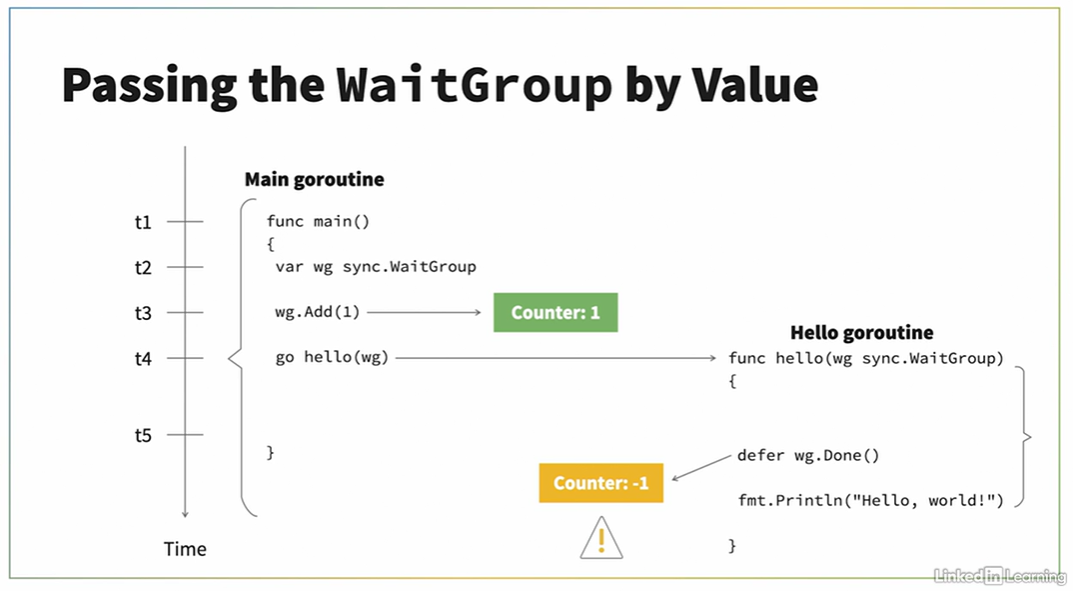 Passing the WaitGroup by Value
Main goroutine
t1
func main()
{
t2
var wg sync.WaitGroup
t3
wg.Add(1)
Counter: 1
Hello goroutine
t4
go hello(wg)
func hello(wg sync.WaitGroup)
{
t5
}
defer wg.Done()
Counter: -1
fmt.Println("Hello, world!")
!
}
Time
Linked in Learning